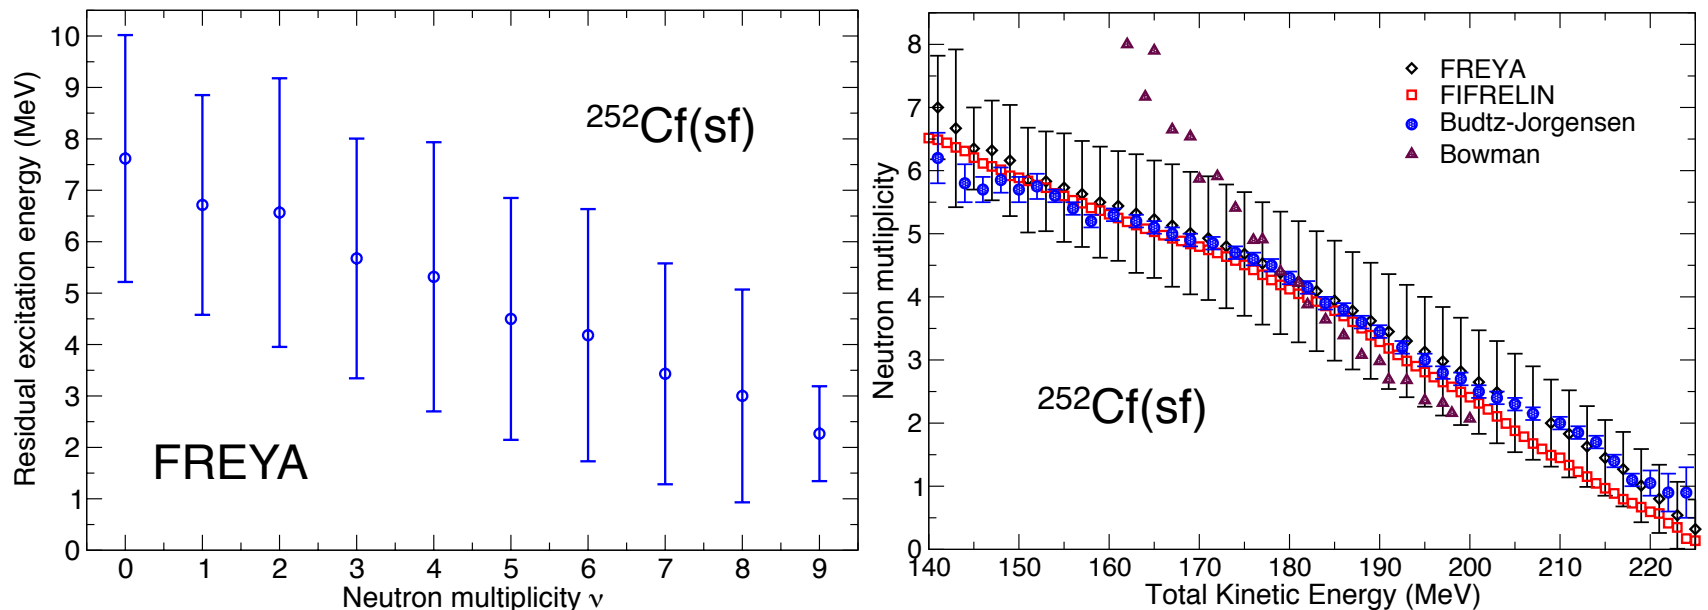 Residual excitation energy (MeV)
10
9
8
7
6
5
4
3
2
1
0
252Cf(sf)
FREYA
0 1 2 3 4 5 6 7 8 9
Neutron multiplicity ν
Neutron mutliplicity
8
7
6
5
4
3
2
1
0
FREYA
FIFRELIN
Budtz-Jorgensen
Bowman
252Cf(sf)
140 150 160 170 180 190 200 210 220
Total Kinetic Energy (MeV)